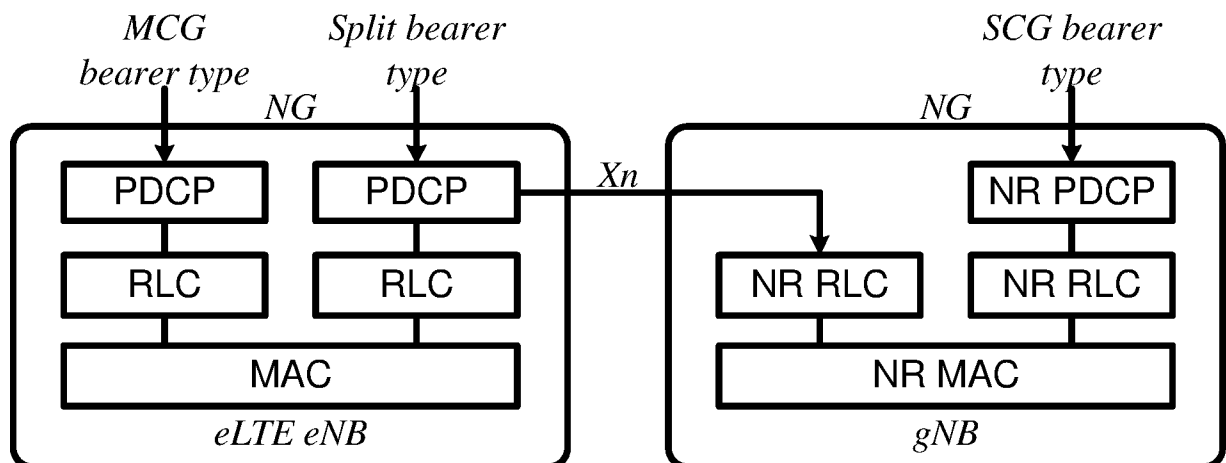 MCG
bearer type
Split bearer
type
SCG bearer
type
NG
NG
PDCP
PDCP
Xn
NR PDCP
RLC
RLC
NR RLC
NR RLC
MAC
NR MAC
eLTE eNB
gNB